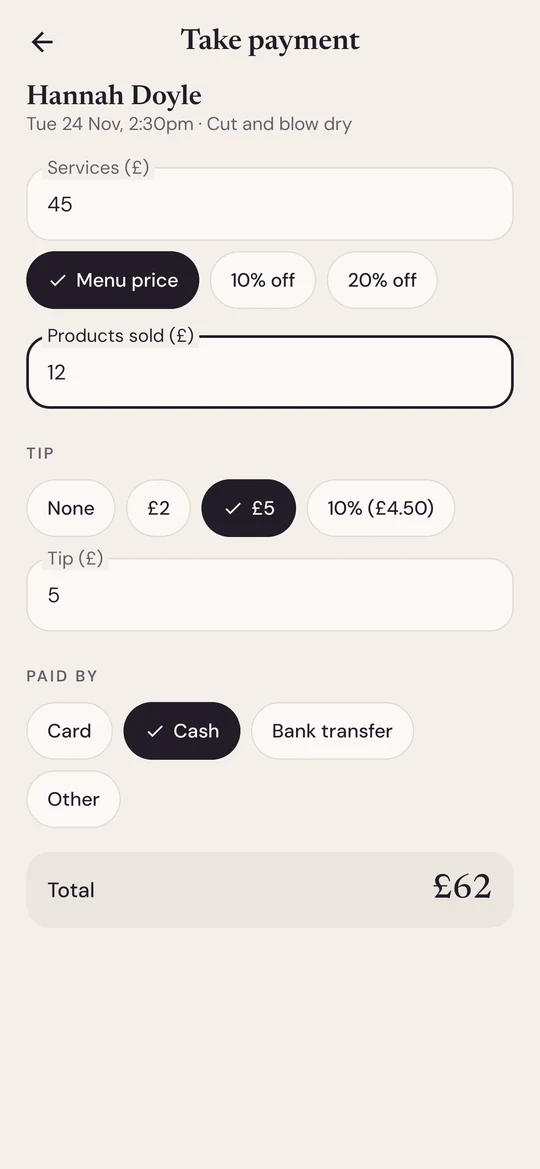 Take payment
Hannah Doyle
Tue 24 Nov, 2:30pm · Cut and blow dry
Services (£)
45
Menu price 10% off 20% off
Products sold (£)
12
TIP
None £2 £5 10% (£4.50)
Tip (£)
5
PAID BY
Card Cash Bank transfer
Other
Total £62